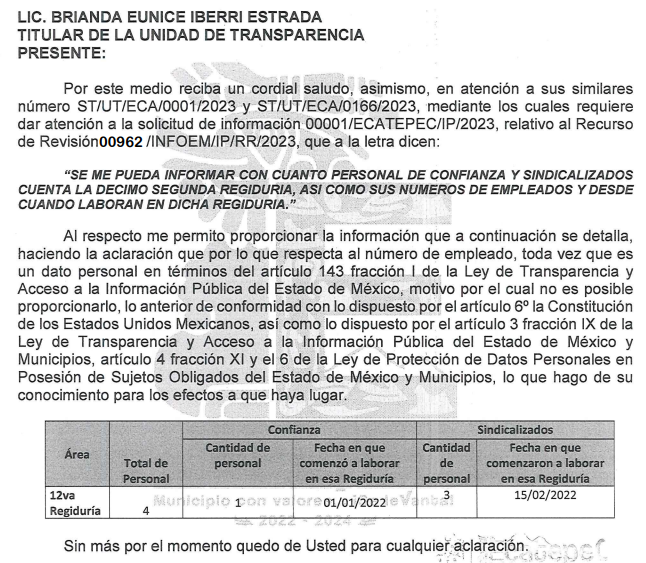 LIC. BRIANDA EUNICE IBERRI ESTRADA
TITULAR DE LA UNIDAD DE TRANSPARENCIA
PRESENTE:
Por este medio reciba un cordial saludo, asimismo, en atención a sus similares
número ST/UT/ECA/0001/2023 y ST/UT/ECA/0166/2023, mediante los cuales requiere
dar atención a la solicitud de información 00001/ECATEPEC/IP/2023, relativo al Recurso
de Revisión00962 /INFOEM/IP/RR/2023, que a la letra dicen:
“SE ME PUEDA INFORMAR CON CUANTO PERSONAL DE CONFIANZA Y SINDICALIZADOS
CUENTA LA DECIMO SEGUNDA REGIDURIA, ASI COMO SUS NUMEROS DE EMPLEADOS Y DESDE
CUANDO LABORAN EN DICHA REGIDURIA.”
Al respecto me permito proporcionar la información que a continuación se detalla,
haciendo la aclaración que por lo que respecta al número de empleado, toda vez que es
un dato personal en términos del artículo 143 fracción I de la Ley de Transparencia y
Acceso a la Información Pública del Estado de México, motivo por el cual no es posible
proporcionarlo, lo anterior de conformidad con lo dispuesto por el artículo 6º la Constitución
de los Estados Unidos Mexicanos, así como lo dispuesto por el artículo 3 fracción IX de la
Ley de Transparencia y Acceso a la Información Pública del Estado de México y
Municipios, artículo 4 fracción XI y el 6 de la Ley de Protección de Datos Personales en
Posesión de Sujetos Obligados del Estado de México y Municipios, lo que hago de su
conocimiento para los efectos a que haya lugar.
Área
Total de
Personal
Confianza
Sindicalizados
Cantidad de
personal
Fecha en que
comenzó a laborar
en esa Regiduría
Cantidad
de
personal
Fecha en que
comenzaron a laborar
en esa Regiduría
12va
Regiduría
4
1
01/01/2022
3
15/02/2022
Municipio con valores
2022 - 2024
Sin más por el momento quedo de Usted para cualquier aclaración.
Ecatepec